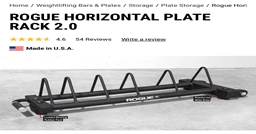 Home / Weightlifting Bars & Plates / Storage / Plate Storage / Rogue Hori
ROGUE HORIZONTAL PLATE
RACK 2.0
4.6 54 Reviews Write a review
Made in U.S.A.
ROGUE